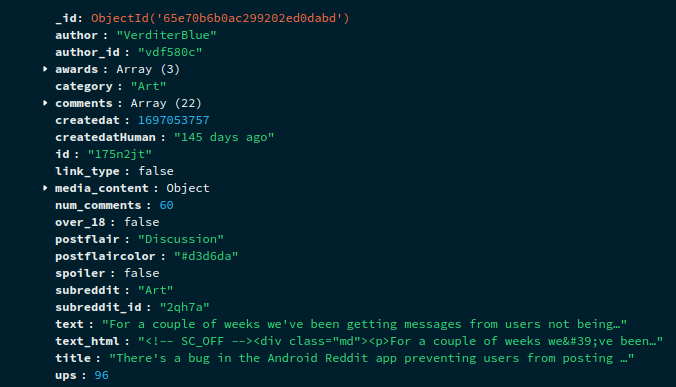 _id: ObjectId('65e70b6b0ac299202ed0dabd')
author: "VerditerBlue"
author_id: "vdf580c"
awards: Array (3)
category: "Art"
comments: Array (22)
createdat: 1697053757
createdatHuman: "145 days ago"
id: "175n2jt"
link_type: false
media_content: Object
num_comments: 60
over_18: false
postflair: "Discussion"
postflaircolor: "#d3d6da"
spoiler: false
subreddit: "Art"
subreddit_id: "2qh7a"
text: "For a couple of weeks we've been getting messages from users not being…"
text_html: "<!-- SC_OFF --><div class="md"><p>For a couple of weeks we&#39;ve been…"
title: "There's a bug in the Android Reddit app preventing users from posting …"
ups: 96